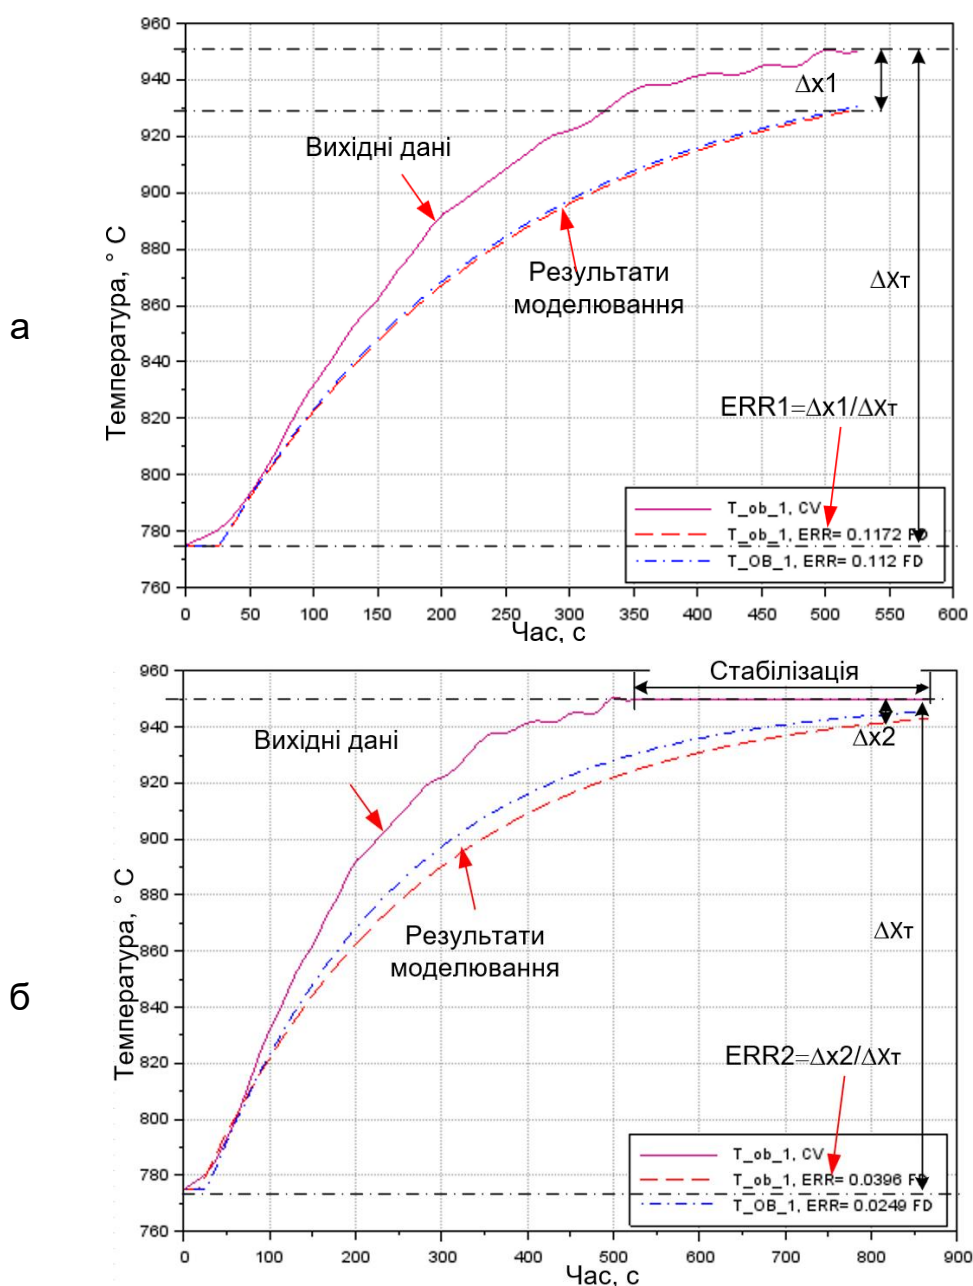 а
Температура, ° C
960
940
920
900
880
860
840
820
800
780
760
Вихідні дані
Результати
моделювання
Δx1
Δxт
ERR1=Δx1/Δxт
T_ob_1, CV
T_ob_1, ERR= 0.1172 FD
T_OB_1, ERR= 0.112 FD
0 50 100 150 200 250 300 350 400 450 500 550 600
Час, с
б
Температура, ° C
960
940
920
900
880
860
840
820
800
780
760
Стабілізація
Вихідні дані
Δx2
Результати
моделювання
Δxт
ERR2=Δx2/Δxт
T_ob_1, CV
T_ob_1, ERR= 0.0396 FD
T_OB_1, ERR= 0.0249 FD
0 100 200 300 400 500 600 700 800 900
Час, с